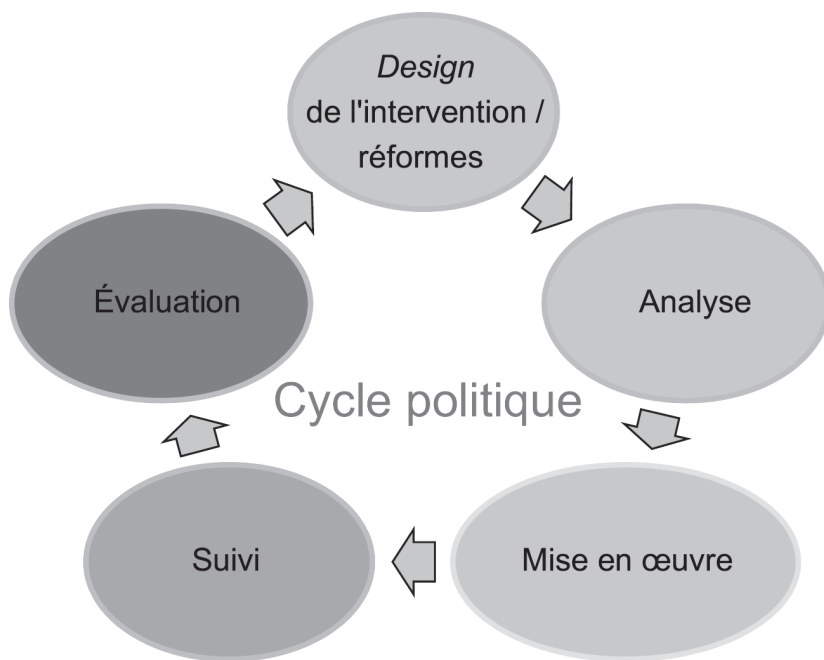 Design
de l'intervention /
réformes
Évaluation
Analyse
Cycle politique
Suivi
Mise en œuvre